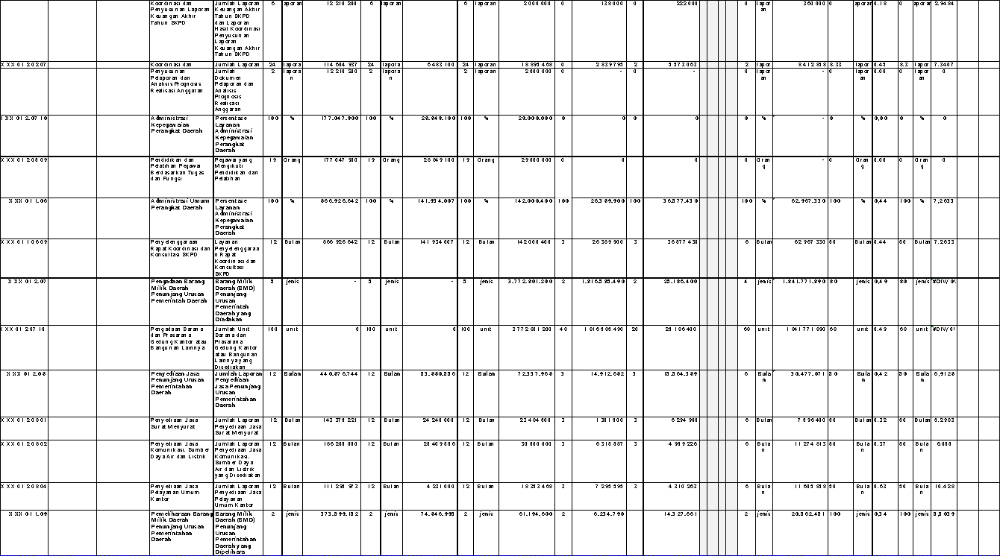 Koordinasi dan Jumlah Laporan 6 laporan 12 210 200 6 laporan 6 laporan 2 000 000 0 138 000 0 222 000 0 lapor 360 000 0 laporan 0.18 0 laporan 2.9484
Penyusunan Laporan Keuangan Akhir an
Keuangan Akhir Tahun SKPD
Tahun SKPD dan Laporan
Hasil Koordinasi
Penyusunan
Laporan
Keuangan Akhir
Tahun SKPD
X XX 01 2 02 07 Koordinasi dan Jumlah Laporan 24 lapora 114 604 937 24 lapora 6 483 100 24 laporan 18 895 468 0 2 839 795 2 5 573 063 2 lapor 8 412 858 8.33 lapor 0.45 8.3 lapor 7.3407
Penyusunan Jumlah 2 lapora 12 210 200 2 lapora 2 laporan 2 000 000 0 - 0 - 0 lapor - 0 lapor 0.00 0 lapor 0
Pelaporan dan Dokumen n n an an an
Analisis Prognosis Pelaporan dan
Realisasi Anggaran Analisis
Prognosis
Realisasi
Anggaran
X XX 01 2.07 10 Administrasi Persentase 100 % 177.047.900 100 % 28.849.100 100 % 29.000.000 0 0 0 0 0 % - 0 % 0,00 0 % 0
Kepegawaian Layanan
Perangkat Daerah Administrasi
Kepegawaian
Perangkat
Daerah
X XX 01 2 05 09 Pendidikan dan Pegawai yang 19 Orang 177 047 900 19 Orang 28 849 100 19 Orang 29 000 000 0 0 0 0 0 Oran - 0 Oran 0.00 0 Oran 0
Pelatihan Pegawai Mengikuti g g g
Berdasarkan Tugas Pendidikan dan
dan Fungsi Pelatihan
X XX 01 1.06 Administrasi Umum Persentase 100 % 866.926.642 100 % 141.934.007 100 % 142.000.400 100 26.389.900 100 36.577.430 100 % 62.967.330 100 % 0,44 100 % 7,2633
Perangkat Daerah Layanan
Administrasi
Kepegawaian
Perangkat
Daerah
X XX 01 1 06 09 Penyelenggaraan Layanan 12 Bulan 866 926 642 12 Bulan 141 934 007 12 Bulan 142 000 400 3 26 389 900 3 36 577 430 6 Bulan 62 967 330 50 Bulan 0.44 50 Bulan 7.2633
Rapat Koordinasi dan Penyelenggaraa
Konsultasi SKPD n Rapat
Koordinasi dan
Konsultasi
SKPD
X XX 01 2.07 Pengadaan Barang Barang Milik 5 jenis - 5 jenis - 5 jenis 3.772.801.200 2 1.816.585.490 2 25.186.400 4 jenis 1.841.771.890 80 jenis 0,49 80 jenis #DIV/0!
Milik Daerah Daerah (BMD)
Penunjang Urusan Penunjang
Pemerintah Daerah Urusan
Pemerintah
Daerah yang
Diadakan
X XX 01 2 07 10 Pengadaan Sarana Jumlah Unit 100 unit 0 100 unit 0 100 unit 3 772 801 200 48 1 816 585 490 20 25 186 400 68 unit 1 841 771 890 68 unit 0.49 68 unit #DIV/0!
dan Prasarana Sarana dan
Gedung Kantor atau Prasarana
Bangunan Lainnya Gedung Kantor
atau Bangunan
Lainnya yang
Disediakan
X XX 01 2.08 Penyediaan Jasa Jumlah Laporan 12 Bulan 440.876.744 12 Bulan 53.880.556 12 Bulan 72.337.968 3 14.912.682 3 15.564.389 6 Bula 30.477.071 50 Bula 0,42 50 Bula 6,9128
Penunjang Urusan Penyediaan n n n
Pemerintahan Jasa Penunjang
Daerah Urusan
Pemerintahan
Daerah
X XX 01 2 08 01 Penyediaan Jasa Jumlah Laporan 12 Bulan 143 375 221 12 Bulan 24 240 000 12 Bulan 23 484 500 3 1 301 500 3 6 294 900 6 Bulan 7 596 400 50 Bulan 0.32 50 Bulan 5.2983
Surat Menyurat Penyediaan Jasa
Surat Menyurat
X XX 01 2 08 02 Penyediaan Jasa Jumlah Laporan 12 Bulan 186 205 550 12 Bulan 25 409 556 12 Bulan 30 500 000 3 6 315 587 3 4 959 226 6 Bula 11 274 813 50 Bula 0.37 50 Bula 6055
Komunikasi, Sumber Penyediaan Jasa n n n
Daya Air dan Listrik Komunikasi,
Sumber Daya
Air dan Listrik
yang Disediakan
X XX 01 2 08 04 Penyediaan Jasa Jumlah Laporan 12 Bulan 111 295 973 12 Bulan 4 231 000 12 Bulan 18 353 468 3 7 295 595 3 4 310 263 6 Bula 11 605 858 50 Bula 0.63 50 Bula 10.428
Pelayanan Umum Penyediaan Jasa n n n
Kantor Pelayanan
Umum Kantor
X XX 01 1.09 Pemeliharaan Barang Barang Milik 2 jenis 373.599.152 2 jenis 74.846.995 2 jenis 61.194.600 2 6.234.790 14.327.661 2 jenis 20.562.451 100 jenis 0,34 100 jenis 5,5039
Milik Daerah Daerah (BMD)
Penunjang Urusan Penunjang
Pemerintahan Urusan
Daerah Pemerintahan
Daerah yang
Dipelihara